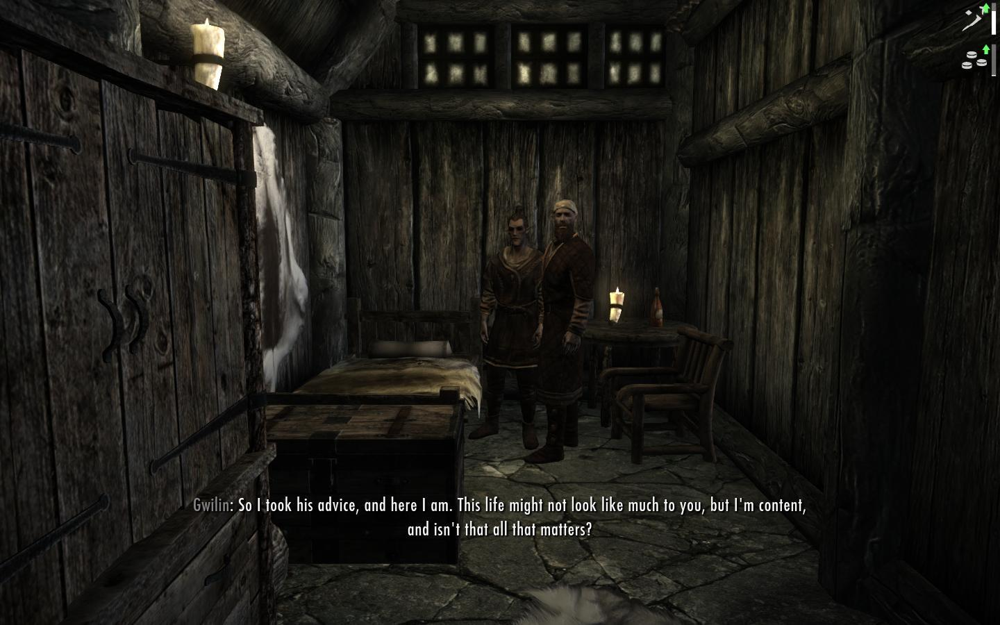 Gwilin: So I took his advice, and here I am. This life might not look like much to you, but I'm content,
and isn't that all that matters?